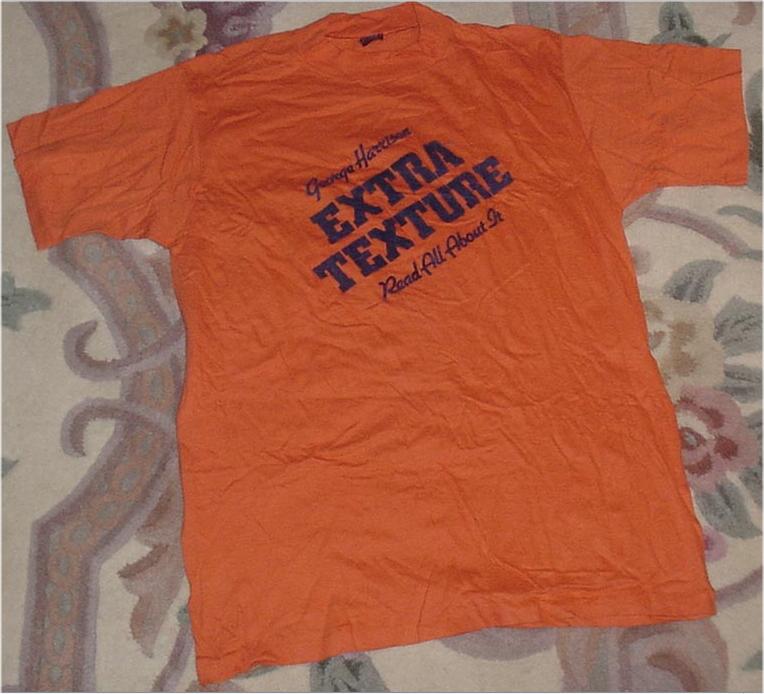 George Harrison
EXTRA
TEXTURE
Read All About It